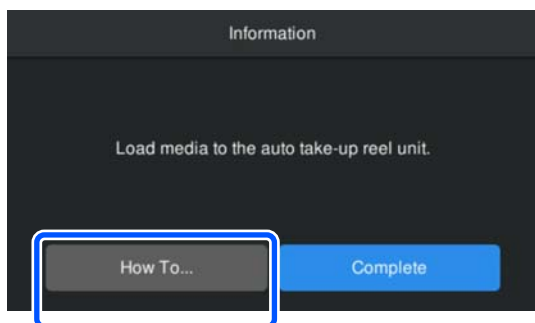 Information
Load media to the auto take-up reel unit.
How To...
Complete